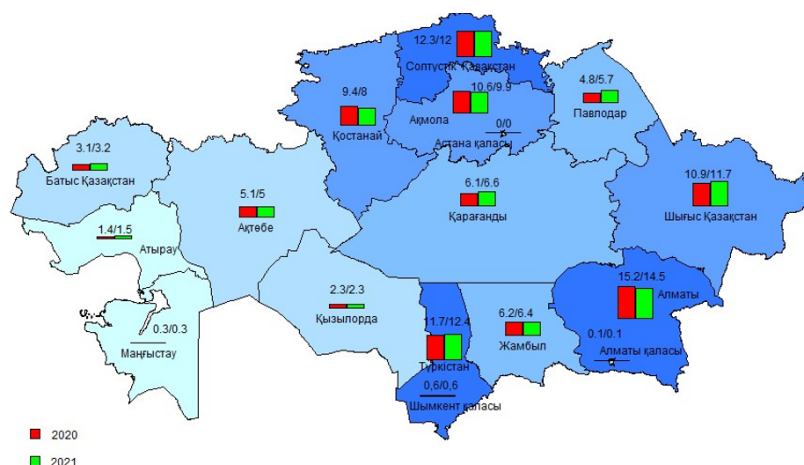 12.3/12
Солтүстік Қазақстан
9.4/8
Қостанай
10.6/9.9
Ақмола
0/0
Астана қаласы
4.8/5.7
Павлодар
3.1/3.2
Батыс Қазақстан
5.1/5
Ақтөбе
6.1/6.6
Қарағанды
10.9/11.7
Шығыс Қазақстан
1.4/1.5
Атырау
0.3/0.3
Маңғыстау
2.3/2.3
Қызылорда
11.7/12.4
Түркістан
0,6/0,6
Шымкент қаласы
6.2/6.4
Жамбыл
15.2/14.5
Алматы
0.1/0.1
Алматы қаласы
2020
2021